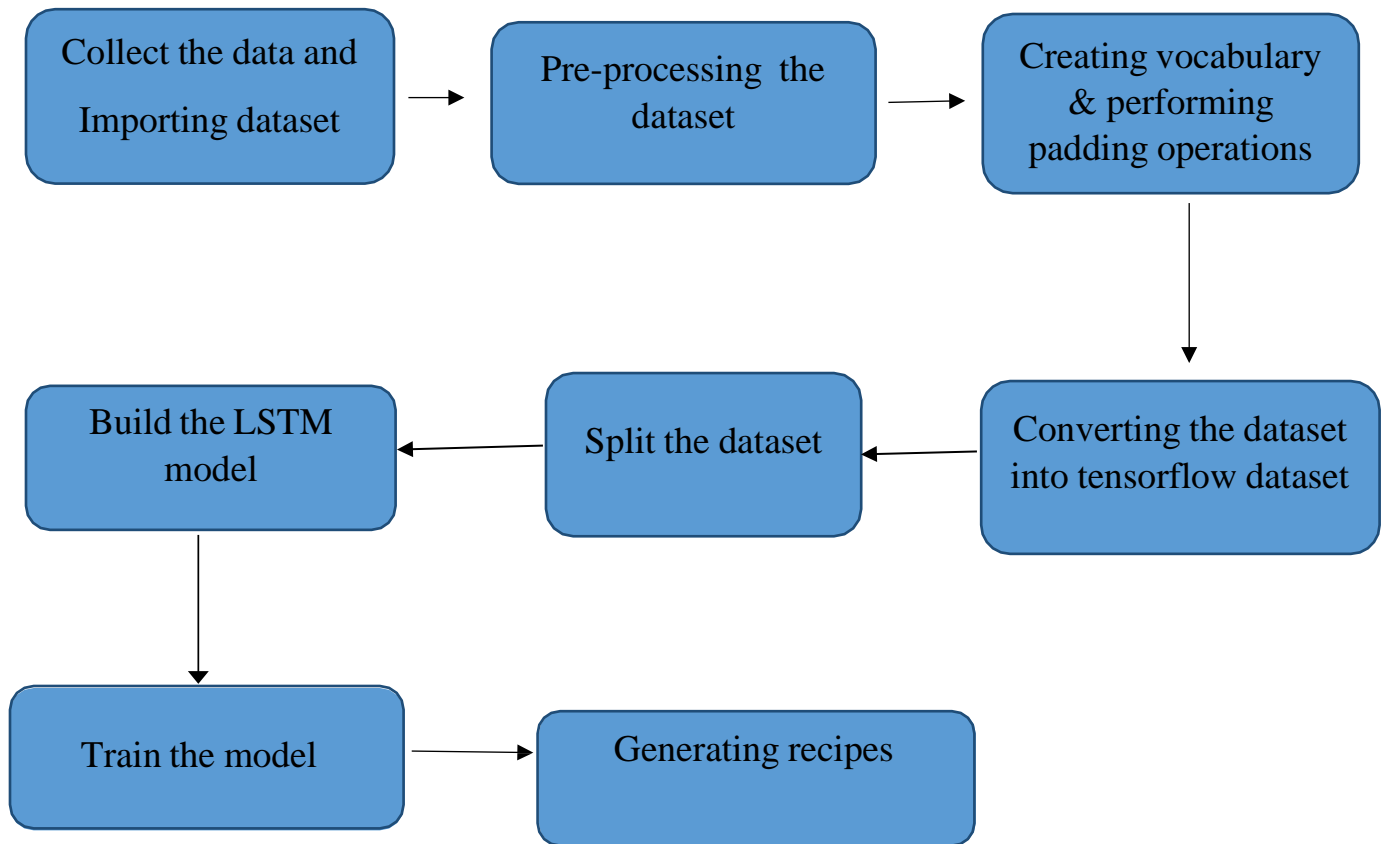 Collect the data and
Importing dataset
Pre-processing the
dataset
Creating vocabulary
& performing
padding operations
Converting the dataset
into tensorflow dataset
Split the dataset
Build the LSTM
model
Train the model
Generating recipes